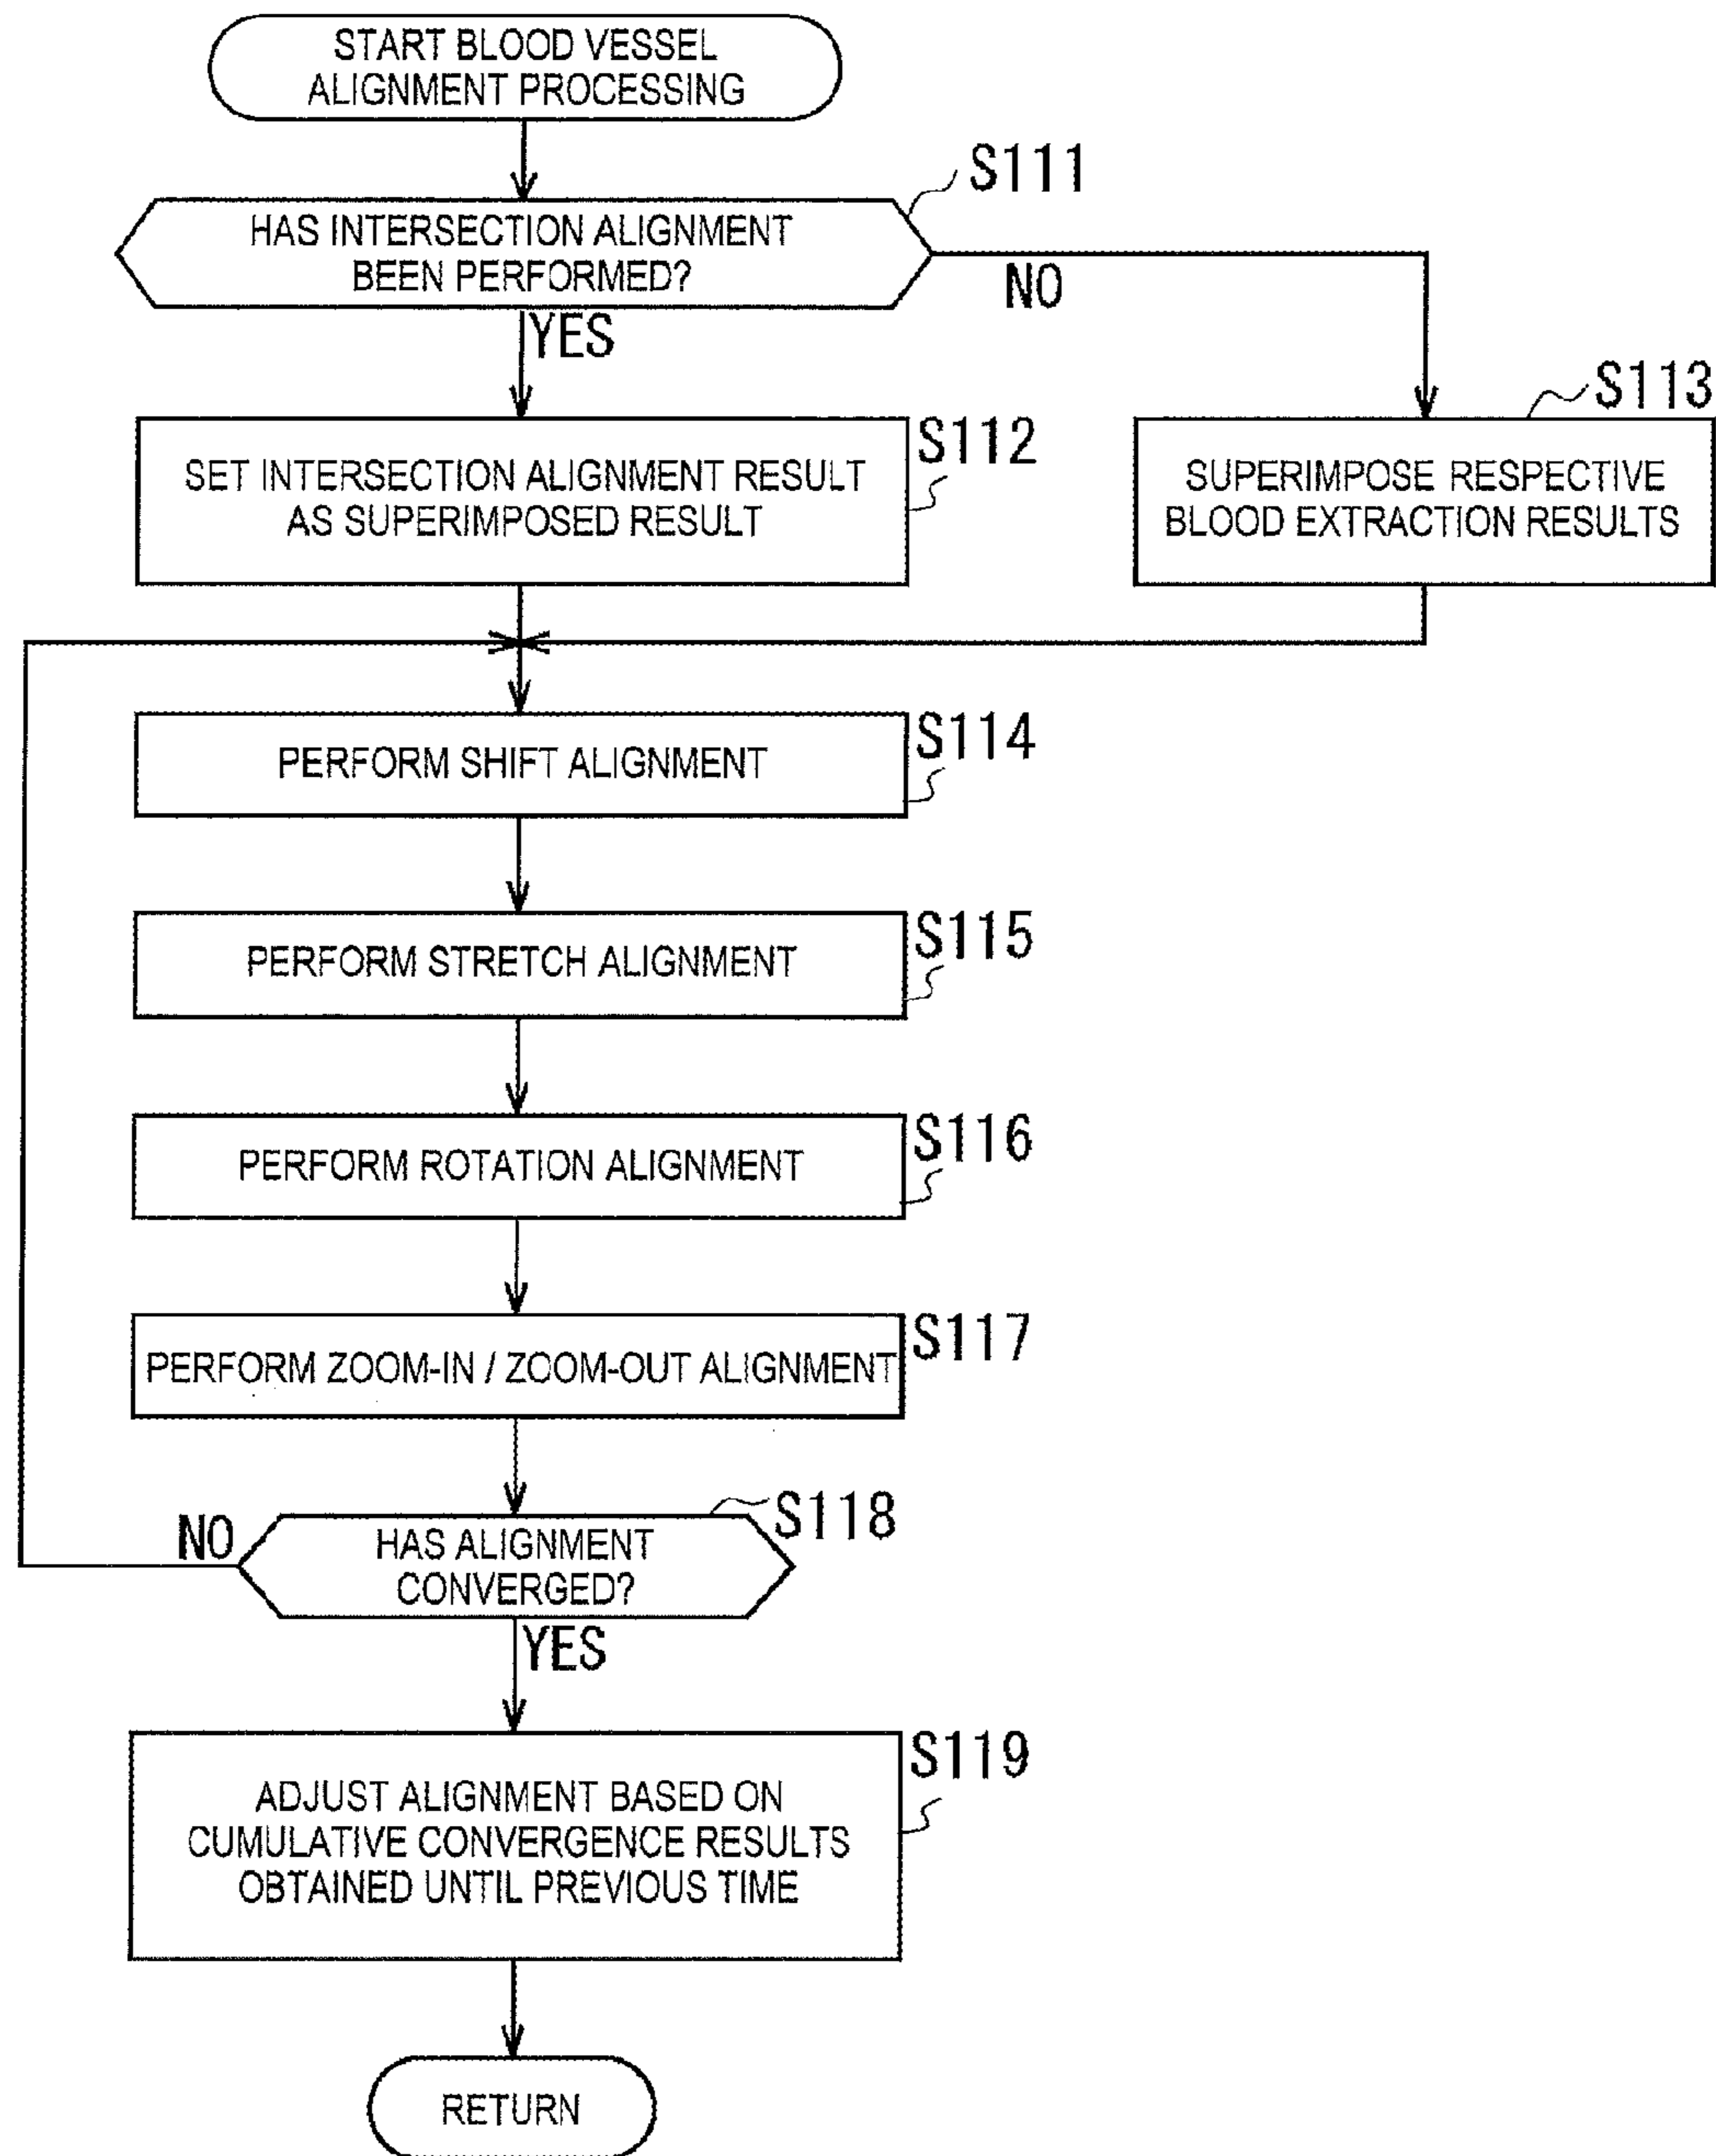 START BLOOD VESSEL
ALIGNMENT PROCESSING
S111
HAS INTERSECTION ALIGNMENT
BEEN PERFORMED?
NO
YES
S112
SET INTERSECTION ALIGNMENT RESULT
AS SUPERIMPOSED RESULT
S113
SUPERIMPOSE RESPECTIVE
BLOOD EXTRACTION RESULTS
S114
PERFORM SHIFT ALIGNMENT
S115
PERFORM STRETCH ALIGNMENT
S116
PERFORM ROTATION ALIGNMENT
S117
PERFORM ZOOM-IN / ZOOM-OUT ALIGNMENT
S118
NO
HAS ALIGNMENT
CONVERGED?
YES
S119
ADJUST ALIGNMENT BASED ON
CUMULATIVE CONVERGENCE RESULTS
OBTAINED UNTIL PREVIOUS TIME
RETURN